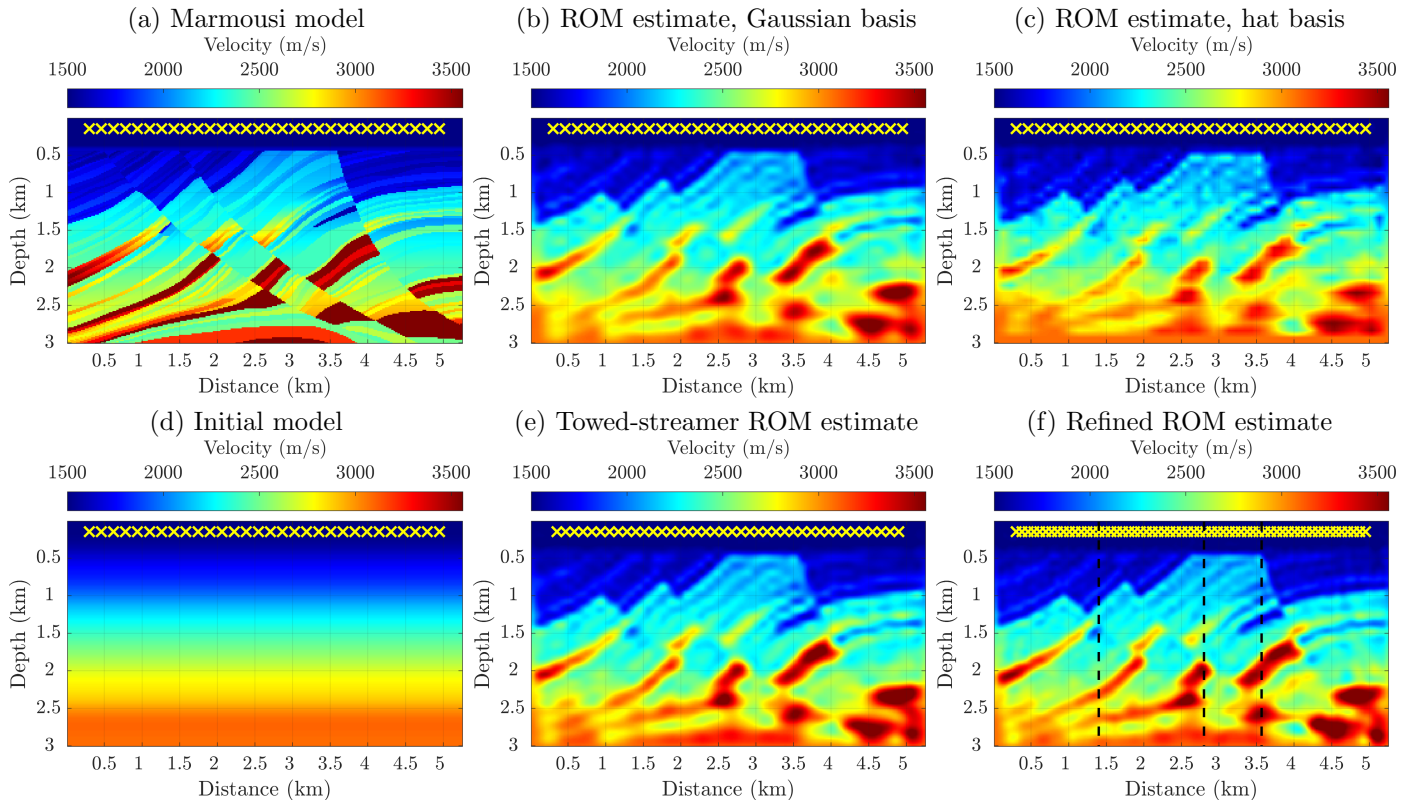 (a) Marmousi model (b) ROM estimate, Gaussian basis (c) ROM estimate, hat basis
Velocity (m/s) Velocity (m/s) Velocity (m/s)
1500 2000 2500 3000 3500 1500 2000 2500 3000 3500 1500 2000 2500 3000 3500
0.5 0.5 0.5
1 1 1
1.5 1.5 1.5
2 2 2
2.5 2.5 2.5
3 3 3
Depth (km) Depth (km) Depth (km)
0.5 1 1.5 2 2.5 3 3.5 4 4.5 5 0.5 1 1.5 2 2.5 3 3.5 4 4.5 5 0.5 1 1.5 2 2.5 3 3.5 4 4.5 5
Distance (km) Distance (km) Distance (km)
(d) Initial model (e) Towed-streamer ROM estimate (f) Refined ROM estimate
Velocity (m/s) Velocity (m/s) Velocity (m/s)
1500 2000 2500 3000 3500 1500 2000 2500 3000 3500 1500 2000 2500 3000 3500
0.5 0.5 0.5
1 1 1
1.5 1.5 1.5
2 2 2
2.5 2.5 2.5
3 3 3
Depth (km) Depth (km) Depth (km)
0.5 1 1.5 2 2.5 3 3.5 4 4.5 5 0.5 1 1.5 2 2.5 3 3.5 4 4.5 5 0.5 1 1.5 2 2.5 3 3.5 4 4.5 5
Distance (km) Distance (km) Distance (km)